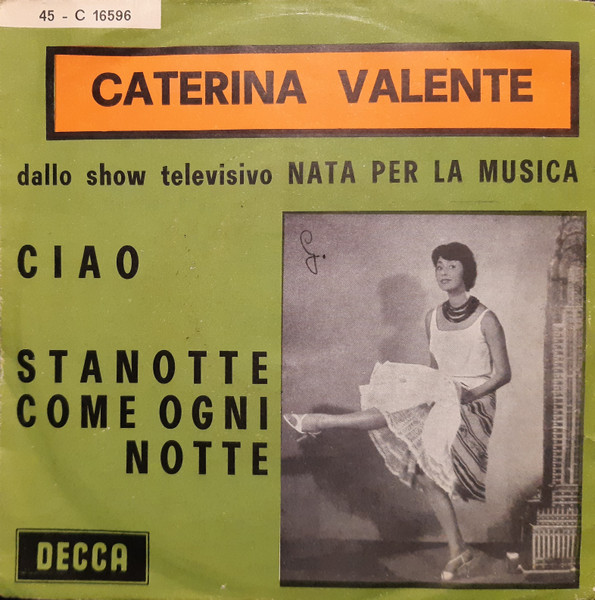 45 - C 16596
CATERINA VALENTE
dallo show televisivo NATA PER LA MUSICA
CIAO
STANOTTE
COME OGNI
NOTTE
DECCA